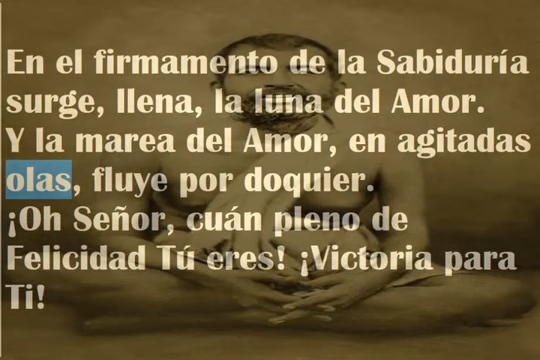 En el firmamento de la Sabiduría
surge, llena, la luna del Amor.
Y la marea del Amor, en agitadas
olas, fluye por doquier.
¡Oh Señor, cuán pleno de
Felicidad Tú eres! ¡Victoria para
Ti!